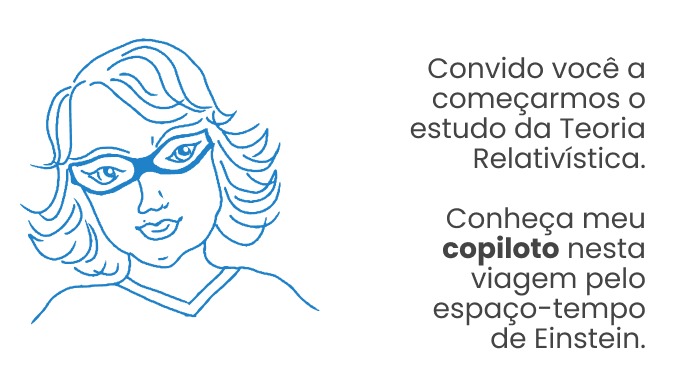 Convido você a
começarmos o
estudo da Teoria
Relativística.
Conheça meu
copiloto nesta
viagem pelo
espaço-tempo
de Einstein.